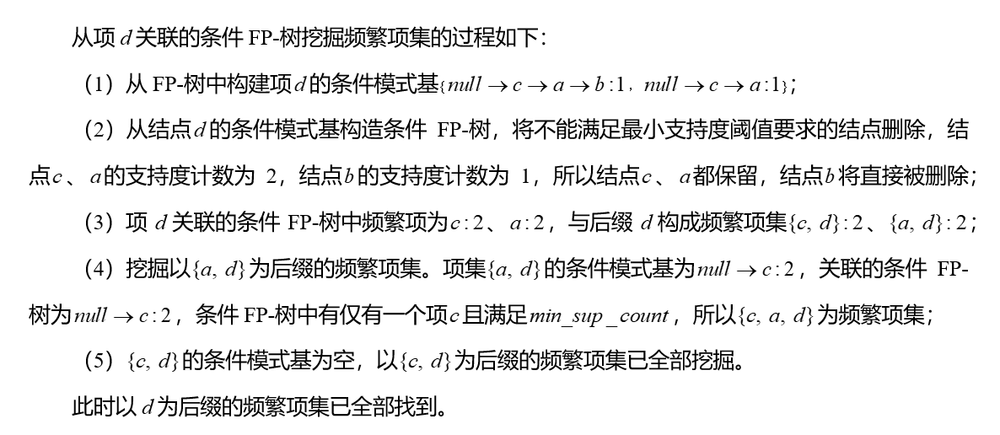 从项 d 关联的条件 FP-树挖掘频繁项集的过程如下：
（1）从 FP-树中构建项 d 的条件模式基{null → c → a → b :1，null → c → a :1}；
（2）从结点 d 的条件模式基构造条件 FP-树，将不能满足最小支持度阈值要求的结点删除，结
点 c 、 a 的支持度计数为 2，结点 b 的支持度计数为 1，所以结点 c 、 a 都保留，结点 b 将直接被删除；
（3）项 d 关联的条件 FP-树中频繁项为 c : 2、 a : 2，与后缀 d 构成频繁项集{c, d} : 2、{a, d} : 2；
（4）挖掘以{a, d}为后缀的频繁项集。项集{a, d}的条件模式基为 null → c : 2，关联的条件 FP-
树为 null → c : 2，条件 FP-树中有仅有一个项 c 且满足 min_sup _ count，所以{c, a, d}为频繁项集；
（5）{c, d}的条件模式基为空，以{c, d}为后缀的频繁项集已全部挖掘。
此时以 d 为后缀的频繁项集已全部找到。